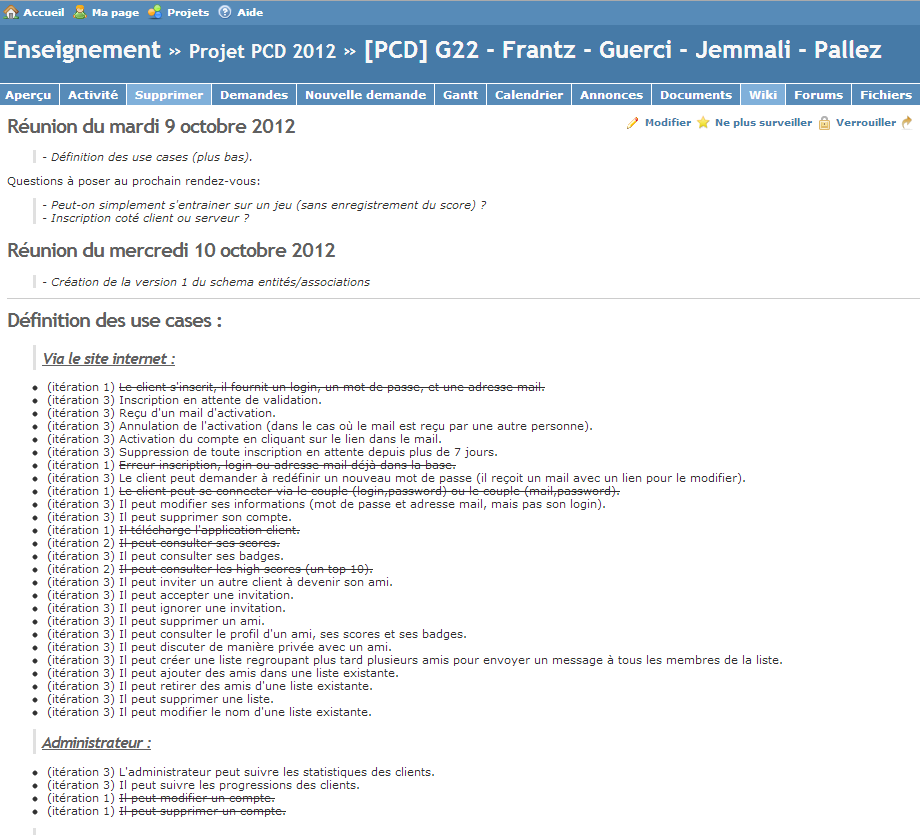 Accueil Ma page Projets Aide
Enseignement » Projet PCD 2012 » [PCD] G22 - Frantz - Guerci - Jemmali - Pallez
Aperçu Activité Supprimer Demandes Nouvelle demande Gantt Calendrier Annonces Documents Wiki Forums Fichiers
Modifier Ne plus surveiller Verrouiller
Réunion du mardi 9 octobre 2012
- Définition des use cases (plus bas).
Questions à poser au prochain rendez-vous:
- Peut-on simplement s'entrainer sur un jeu (sans enregistrement du score) ?
- Inscription coté client ou serveur ?
Réunion du mercredi 10 octobre 2012
- Création de la version 1 du schema entités/associations
Définition des use cases :
Via le site internet :
(itération 1) Le client s'inscrit, il fournit un login, un mot de passe, et une adresse mail.
(itération 3) Inscription en attente de validation.
(itération 3) Reçu d'un mail d'activation.
(itération 3) Annulation de l'activation (dans le cas où le mail est reçu par une autre personne).
(itération 3) Activation du compte en cliquant sur le lien dans le mail.
(itération 3) Suppression de toute inscription en attente depuis plus de 7 jours.
(itération 1) Erreur inscription, login ou adresse mail déjà dans la base.
(itération 3) Le client peut demander à redéfinir un nouveau mot de passe (il reçoit un mail avec un lien pour le modifier).
(itération 1) Le client peut se connecter via le couple (login,password) ou le couple (mail,password).
(itération 3) Il peut modifier ses informations (mot de passe et adresse mail, mais pas son login).
(itération 3) Il peut supprimer son compte.
(itération 1) Il télécharge l'application client.
(itération 2) Il peut consulter ses scores.
(itération 3) Il peut consulter ses badges.
(itération 2) Il peut consulter les high scores (un top 10).
(itération 3) Il peut inviter un autre client à devenir son ami.
(itération 3) Il peut accepter une invitation.
(itération 3) Il peut ignorer une invitation.
(itération 3) Il peut supprimer un ami.
(itération 3) Il peut consulter le profil d'un ami, ses scores et ses badges.
(itération 3) Il peut discuter de manière privée avec un ami.
(itération 3) Il peut créer une liste regroupant plus tard plusieurs amis pour envoyer un message à tous les membres de la liste.
(itération 3) Il peut ajouter des amis dans une liste existante.
(itération 3) Il peut retirer des amis d'une liste existante.
(itération 3) Il peut supprimer une liste.
(itération 3) Il peut modifier le nom d'une liste existante.
Administrateur :
(itération 3) L'administrateur peut suivre les statistiques des clients.
(itération 3) Il peut suivre les progressions des clients.
(itération 1) Il peut modifier un compte.
(itération 1) Il peut supprimer un compte.